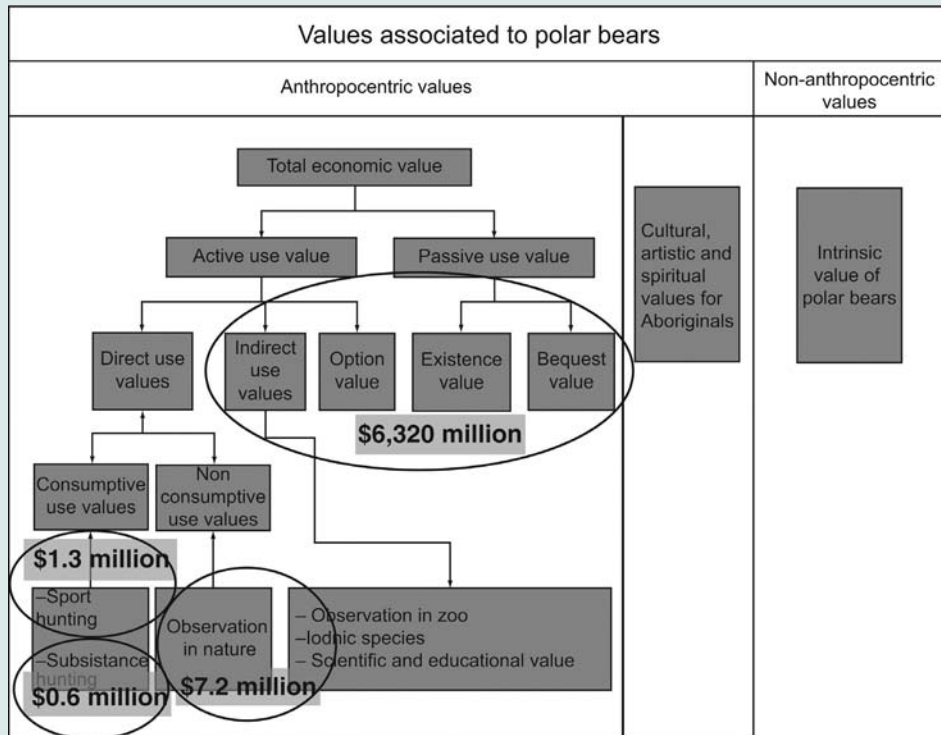 Values associated to polar bears
Anthropocentric values
Non-anthropocentric
values
Total economic value
Active use value
Passive use value
Cultural,
artistic and
spiritual
values for
Aboriginals
Intrinsic
value of
polar bears
Direct use
values
Indirect
use
values
Option
value
Existence
value
Bequest
value
$6,320 million
Consumptive
use values
Non
consumptive
use values
$1.3 million
–Sport
hunting
–Subsistance
hunting
$0.6 million
Observation
in nature
$7.2 million
– Observation in zoo
–Iodnic species
– Scientific and educational value